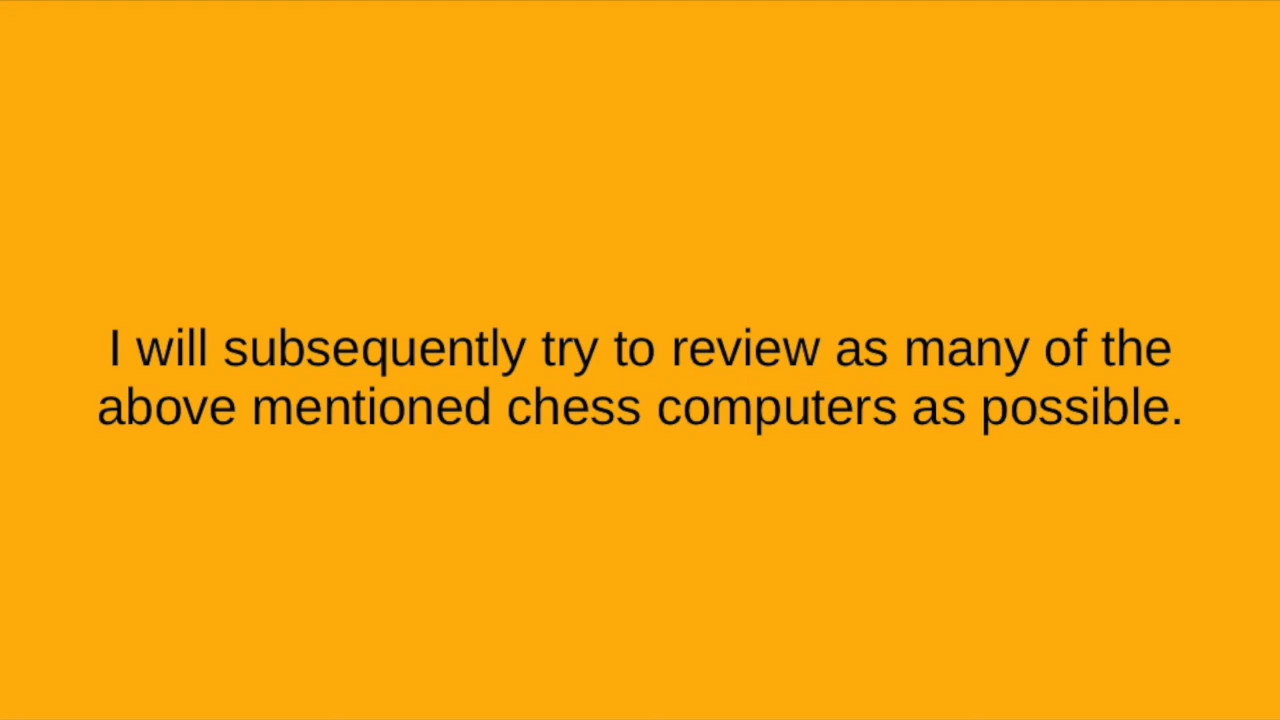 I will subsequently try to review as many of the
above mentioned chess computers as possible.